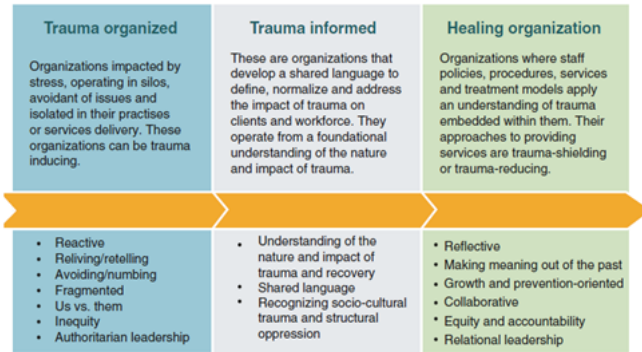 Trauma organized
Organizations impacted by
stress, operating in silos,
avoidant of issues and
isolated in their practises
or services delivery. These
organizations can be trauma
inducing.
Trauma informed
These are organizations that
develop a shared language to
define, normalize and address
the impact of trauma on
clients and workforce. They
operate from a foundational
understanding of the nature
and impact of trauma.
Healing organization
Organizations where staff
policies, procedures, services
and treatment models apply
an understanding of trauma
embedded within them. Their
approaches to providing
services are trauma-shielding
or trauma-reducing.
• Reactive
• Reliving/retelling
• Avoiding/numbing
• Fragmented
• Us vs. them
• Inequity
• Authoritarian leadership
• Understanding of the
nature and impact of
trauma and recovery
• Shared language
• Recognizing socio-cultural
trauma and structural
oppression
• Reflective
• Making meaning out of the past
• Growth and prevention-oriented
• Collaborative
• Equity and accountability
• Relational leadership